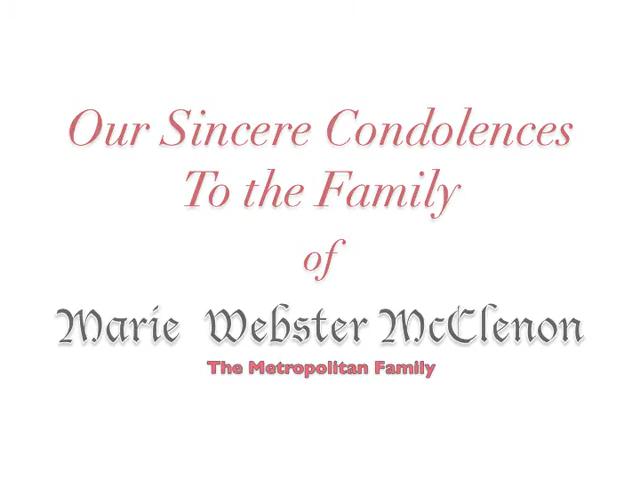 Our Sincere Condolences
To the Family
of
Marie Webster McClenon
The Metropolitan Family